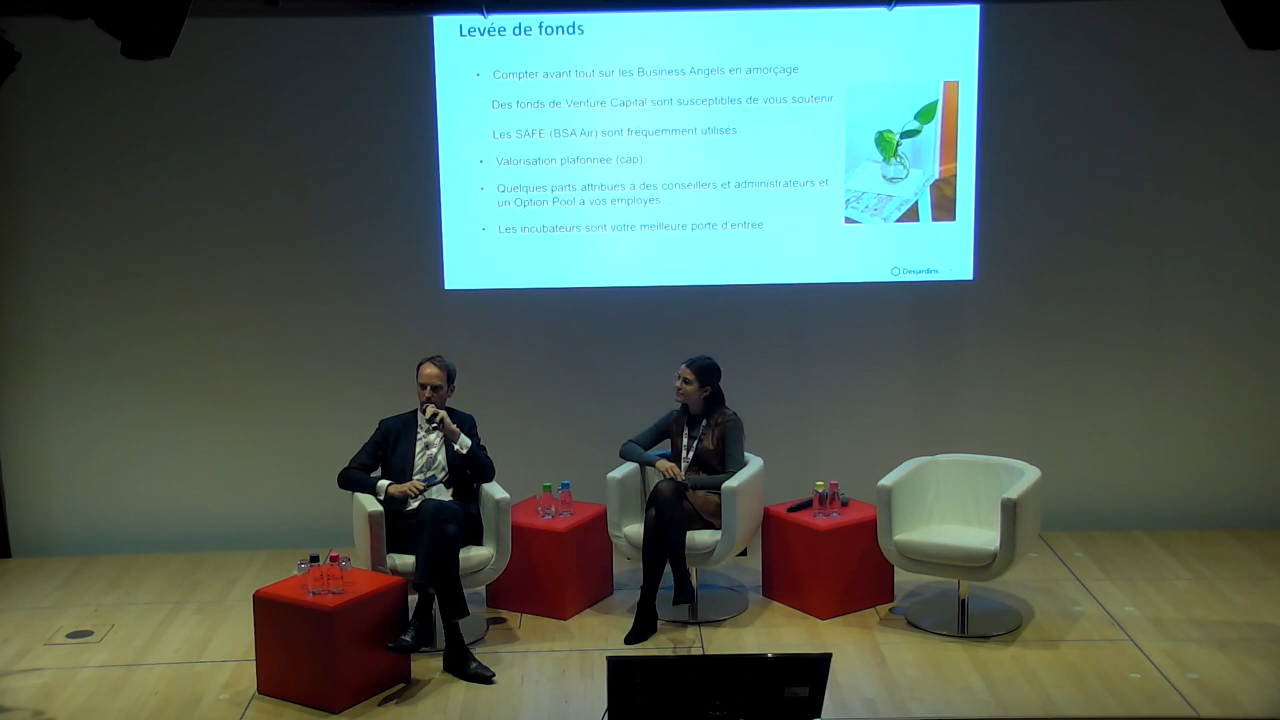 Levée de fonds
• Compter avant tout sur les Business Angels en amorçage
Des fonds de Venture Capital sont susceptibles de vous soutenir
Les SAFE (BSA Air) sont fréquemment utilisés
• Valorisation plafonnée (cap)
• Quelques parts attribués à des conseillers et administrateurs et
un Option Pool à vos employés
• Les incubateurs sont votre meilleure porte d'entrée
Desjardins